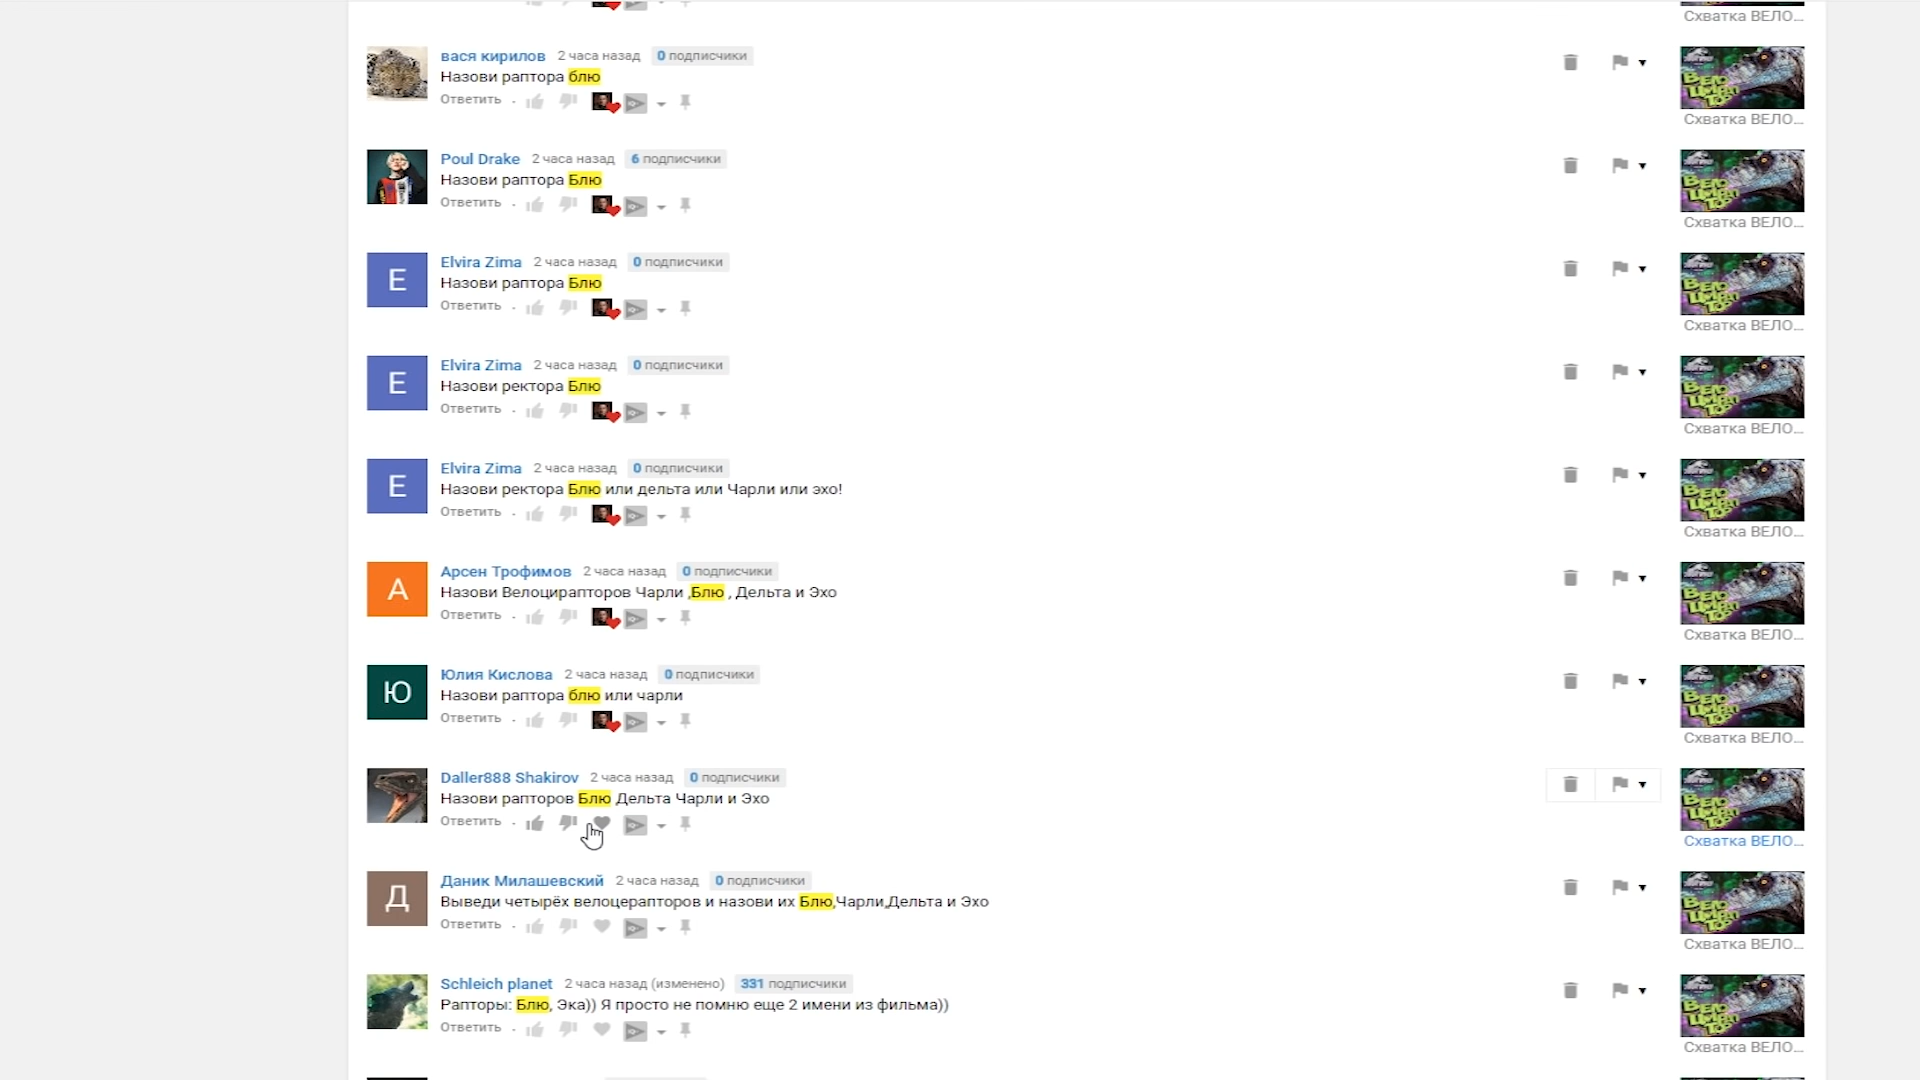 Схватка ВЕЛО...
вася кирилов 2 часа назад 0 подписчики
Назови раптора блю
Ответить
Схватка ВЕЛО...
Poul Drake 2 часа назад 6 подписчики
Назови раптора Блю
Ответить
Схватка ВЕЛО...
Elvira Zima 2 часа назад 0 подписчики
Назови раптора Блю
Ответить
Схватка ВЕЛО...
Elvira Zima 2 часа назад 0 подписчики
Назови ректора Блю
Ответить
Схватка ВЕЛО...
Elvira Zima 2 часа назад 0 подписчики
Назови ректора Блю или дельта или Чарли или эхо!
Ответить
Схватка ВЕЛО...
Арсен Трофимов 2 часа назад 0 подписчики
Назови Велоцирапторов Чарли ,Блю , Дельта и Эхо
Ответить
Схватка ВЕЛО...
Юлия Кислова 2 часа назад 0 подписчики
Назови раптора блю или чарли
Ответить
Схватка ВЕЛО...
Daller888 Shakirov 2 часа назад 0 подписчики
Назови рапторов Блю Дельта Чарли и Эхо
Ответить
Схватка ВЕЛО...
Даник Милашевский 2 часа назад 0 подписчики
Выведи четырёх велоцерапторов и назови их Блю,Чарли,Дельта и Эхо
Ответить
Схватка ВЕЛО...
Schleich planet 2 часа назад (изменено) 331 подписчики
Рапторы: Блю, Эка)) Я просто не помню еще 2 имени из фильма))
Ответить
Схватка ВЕЛО...